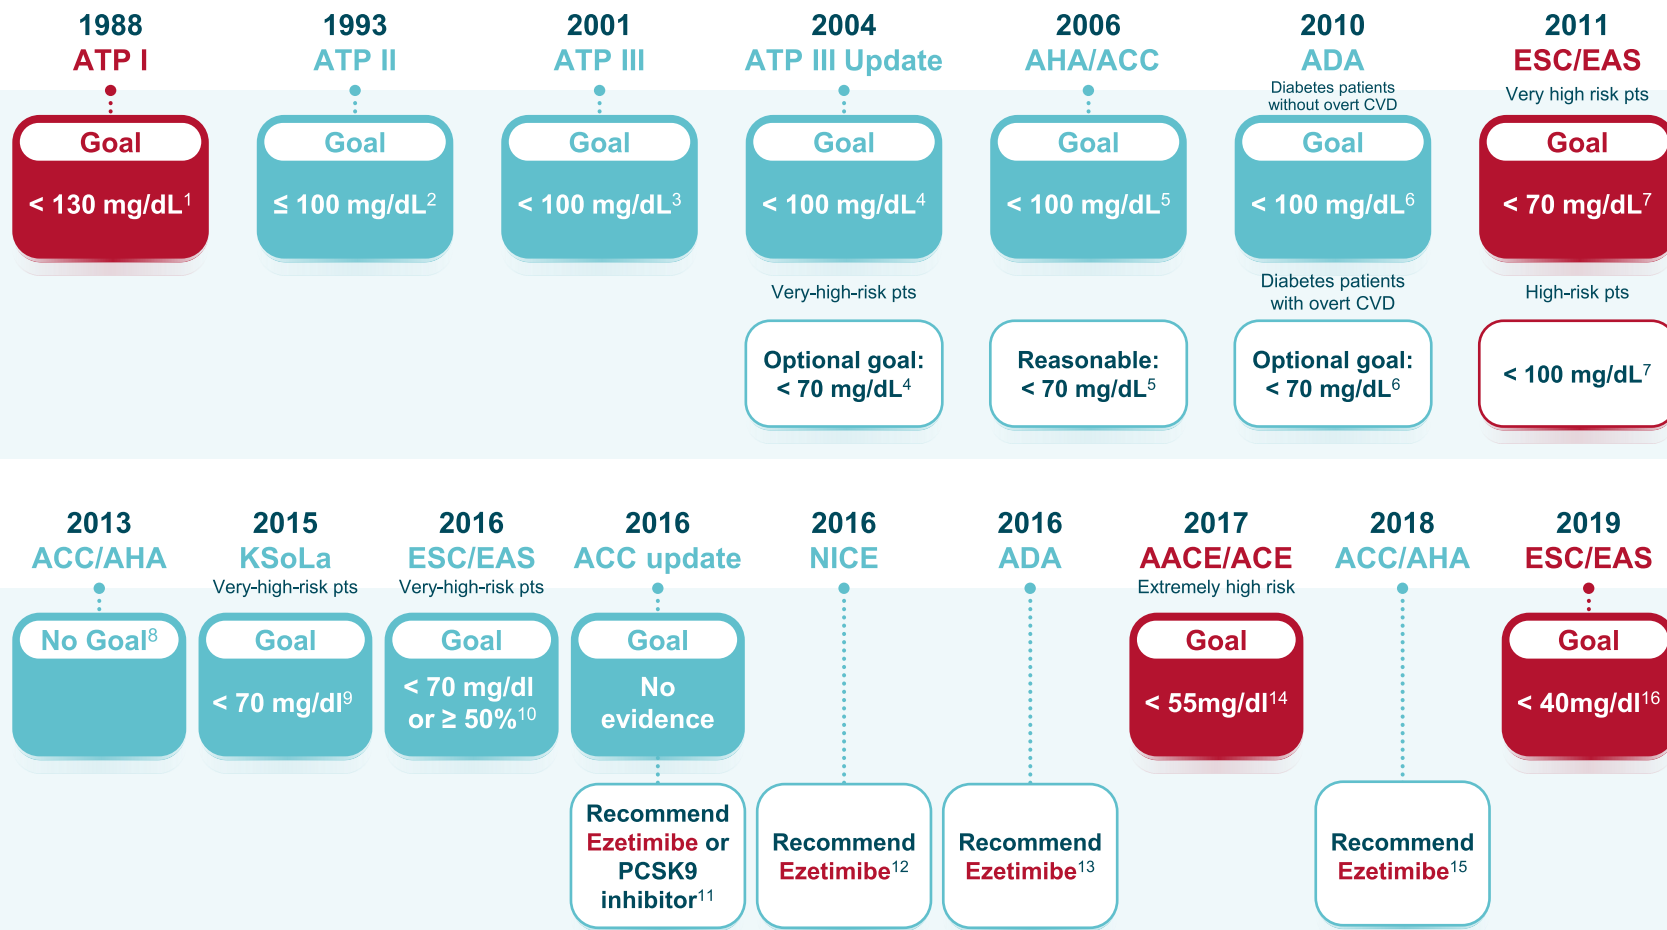 1988
ATP I
Goal
< 130 mg/dL1
1993
ATP II
Goal
≤ 100 mg/dL2
2001
ATP III
Goal
< 100 mg/dL3
2004
ATP III Update
Goal
< 100 mg/dL4
Very-high-risk pts
Optional goal:
< 70 mg/dL4
2006
AHA/ACC
Goal
< 100 mg/dL5
Reasonable:
< 70 mg/dL5
2010
ADA
Diabetes patients
without overt CVD
Goal
< 100 mg/dL6
Diabetes patients
with overt CVD
Optional goal:
< 70 mg/dL6
2011
ESC/EAS
Very high risk pts
Goal
< 70 mg/dL7
High-risk pts
< 100 mg/dL7
2013
ACC/AHA
No Goal8
2015
KSoLa
Very-high-risk pts
Goal
< 70 mg/dl9
2016
ESC/EAS
Very-high-risk pts
Goal
< 70 mg/dl
or ≥ 50%10
2016
ACC update
Goal
No
evidence
Recommend
Ezetimibe or
PCSK9
inhibitor11
2016
NICE
Recommend
Ezetimibe12
2016
ADA
Recommend
Ezetimibe13
2017
AACE/ACE
Extremely high risk
Goal
< 55mg/dl14
2018
ACC/AHA
Recommend
Ezetimibe15
2019
ESC/EAS
Goal
< 40mg/dl16